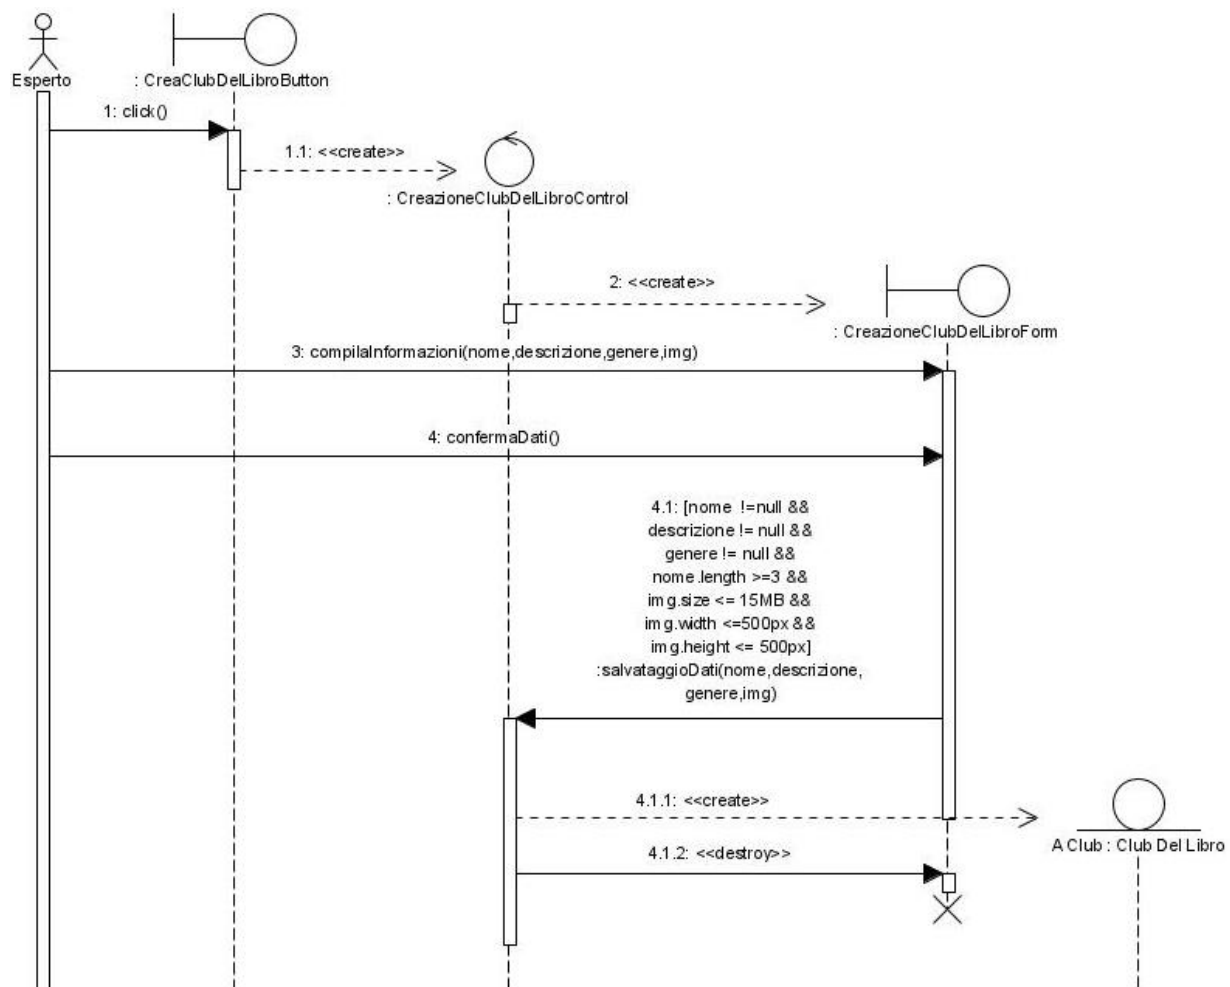 Esperto
: CreaClubDelLibroButton
1: click()
1.1: <<create>>
: CreazioneClubDelLibroControl
2: <<create>>
: CreazioneClubDelLibroForm
3: compilaInformazioni(nome,descrizione,genere,img)
4: confermaDati()
4.1: [nome !=null &&
descrizione != null &&
genere != null &&
nome.length >=3 &&
img.size <= 15MB &&
img.width <=500px &&
img.height <= 500px]
:salvataggioDati(nome,descrizione,
genere,img)
4.1.1: <<create>>
A Club : Club Del Libro
4.1.2: <<destroy>>